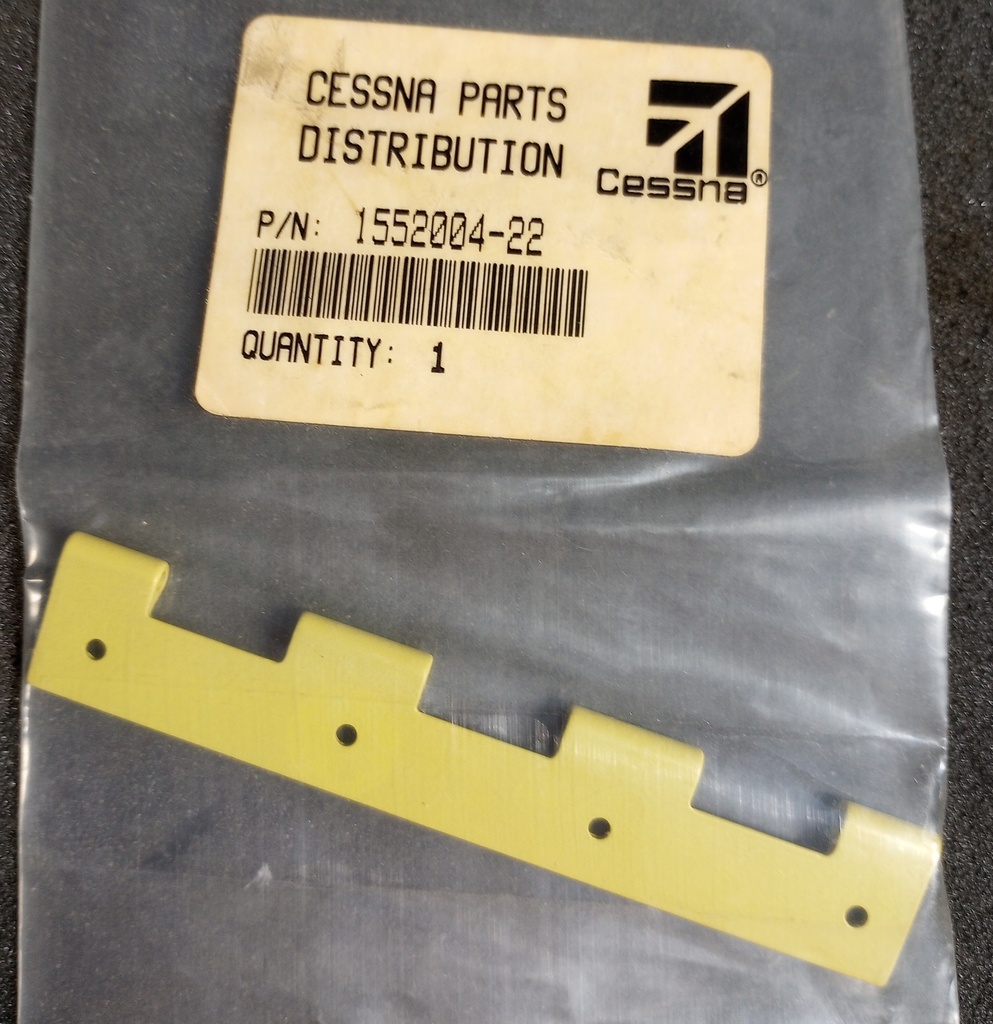 CESSNA PARTS
DISTRIBUTION
Cessna®
P/N: 1552004-22
QUANTITY: 1